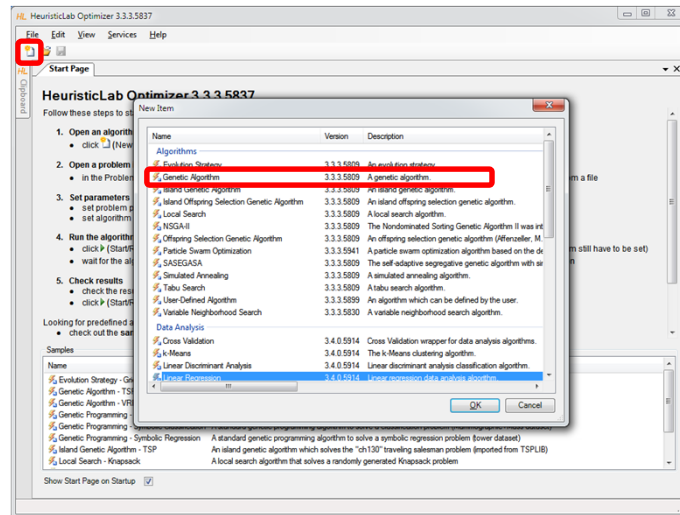 HL HeuristicLab Optimizer 3.3.3.5837
File Edit View Services Help
Start Page
HL
Clipboard
HeuristicLab Optimizer 3.3.3.5837
Follow these steps to st
1. Open an algorith
click (New
2. Open a problem
in the Problem
m a file
3. Set parameters
set problem p
set algorithm
4. Run the algorithm
click (Start/R
m still have to be set)
wait for the alg
n
5. Check results
check the resu
click (Start/R
Looking for predefined a
check out the sam
New Item
Name Version Description
Algorithms
Evolution Strategy 3.3.3.5809 An evolution strategy.
Genetic Algorithm 3.3.3.5809 A genetic algorithm.
Island Genetic Algorithm 3.3.3.5809 An island genetic algorithm.
Island Offspring Selection Genetic Algorithm 3.3.3.5809 An island offspring selection genetic algorithm.
Local Search 3.3.3.5809 A local search algorithm.
NSGA-II 3.3.3.5809 The Nondominated Sorting Genetic Algorithm II was int
Offspring Selection Genetic Algorithm 3.3.3.5809 An offspring selection genetic algorithm (Affenzeller, M.
Particle Swarm Optimization 3.3.3.5941 A particle swarm optimization algorithm based on the de
SASEGASA 3.3.3.5809 The self-adaptive segregative genetic algorithm with sir
Simulated Annealing 3.3.3.5809 A simulated annealing algorithm.
Tabu Search 3.3.3.5809 A tabu search algorithm.
User-Defined Algorithm 3.3.3.5899 An algorithm which can be defined by the user.
Variable Neighborhood Search 3.3.3.5830 A variable neighborhood search algorithm.
Data Analysis
Cross Validation 3.4.0.5914 Cross Validation wrapper for data analysis algorithms.
k-Means 3.4.0.5914 The k-Means clustering algorithm.
Linear Discriminant Analysis 3.4.0.5914 Linear discriminant analysis classification algorithm.
Linear Regression 3.4.0.5914 Linear regression data analysis algorithm.
OK Cancel
Samples
Name
Evolution Strategy - Gri
Genetic Algorithm - TSP
Genetic Algorithm - VRP
Genetic Programming -
Genetic Programming - Symbolic Classification
Genetic Programming - Symbolic Regression A standard genetic programming algorithm to solve a symbolic regression problem (tower dataset)
Island Genetic Algorithm - TSP An island genetic algorithm which solves the "ch130" traveling salesman problem (imported from TSPLIB)
Local Search - Knapsack A local search algorithm that solves a randomly generated Knapsack problem
Show Start Page on Startup